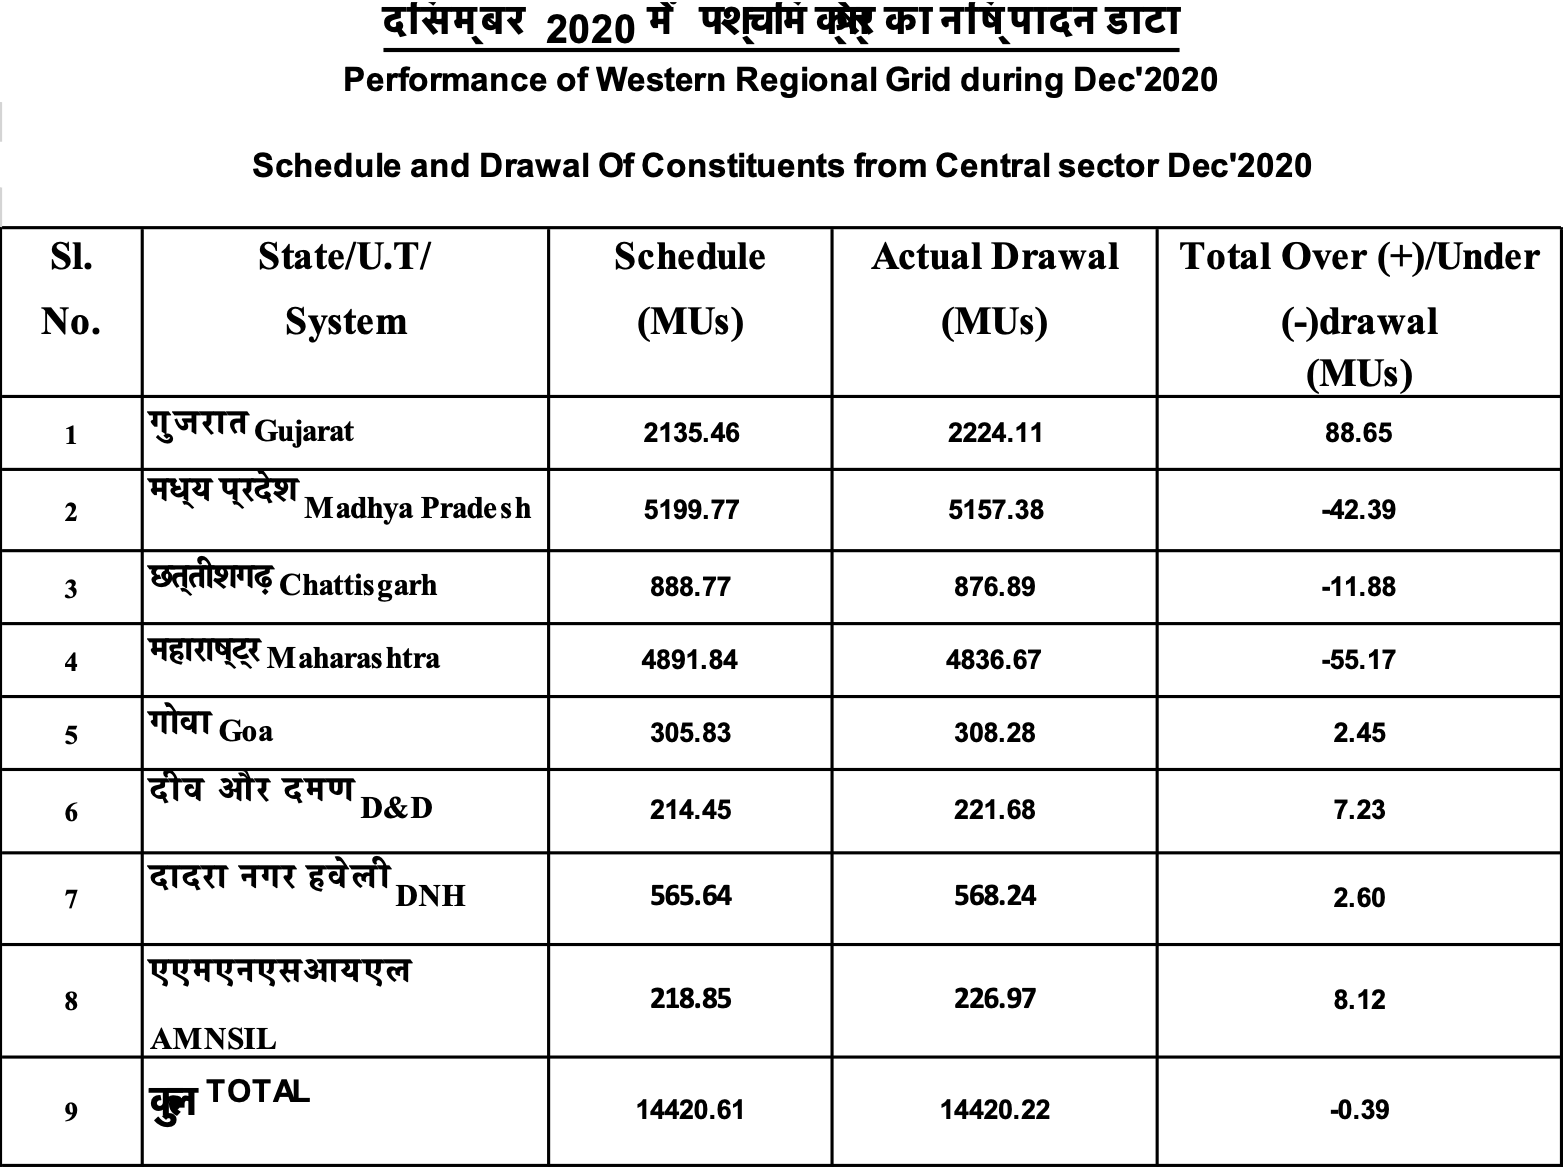 दिसम्बर 2020 में पश्चिम क्षेत्र का निष्पादन डाटा
Performance of Western Regional Grid during Dec'2020
Schedule and Drawal Of Constituents from Central sector Dec'2020
Sl. No. State/U.T/ System Schedule (MUs) Actual Drawal (MUs) Total Over (+)/Under (-)drawal (MUs)
1 गुजरात Gujarat 2135.46 2224.11 88.65
2 मध्य प्रदेश Madhya Pradesh 5199.77 5157.38 -42.39
3 छत्तीशगढ़ Chattisgarh 888.77 876.89 -11.88
4 महाराष्ट्र Maharashtra 4891.84 4836.67 -55.17
5 गोवा Goa 305.83 308.28 2.45
6 दीव और दमण D&D 214.45 221.68 7.23
7 दादरा नगर हवेली DNH 565.64 568.24 2.60
8 एएमएनएसआयएल AMNSIL 218.85 226.97 8.12
9 कुल TOTAL 14420.61 14420.22 -0.39